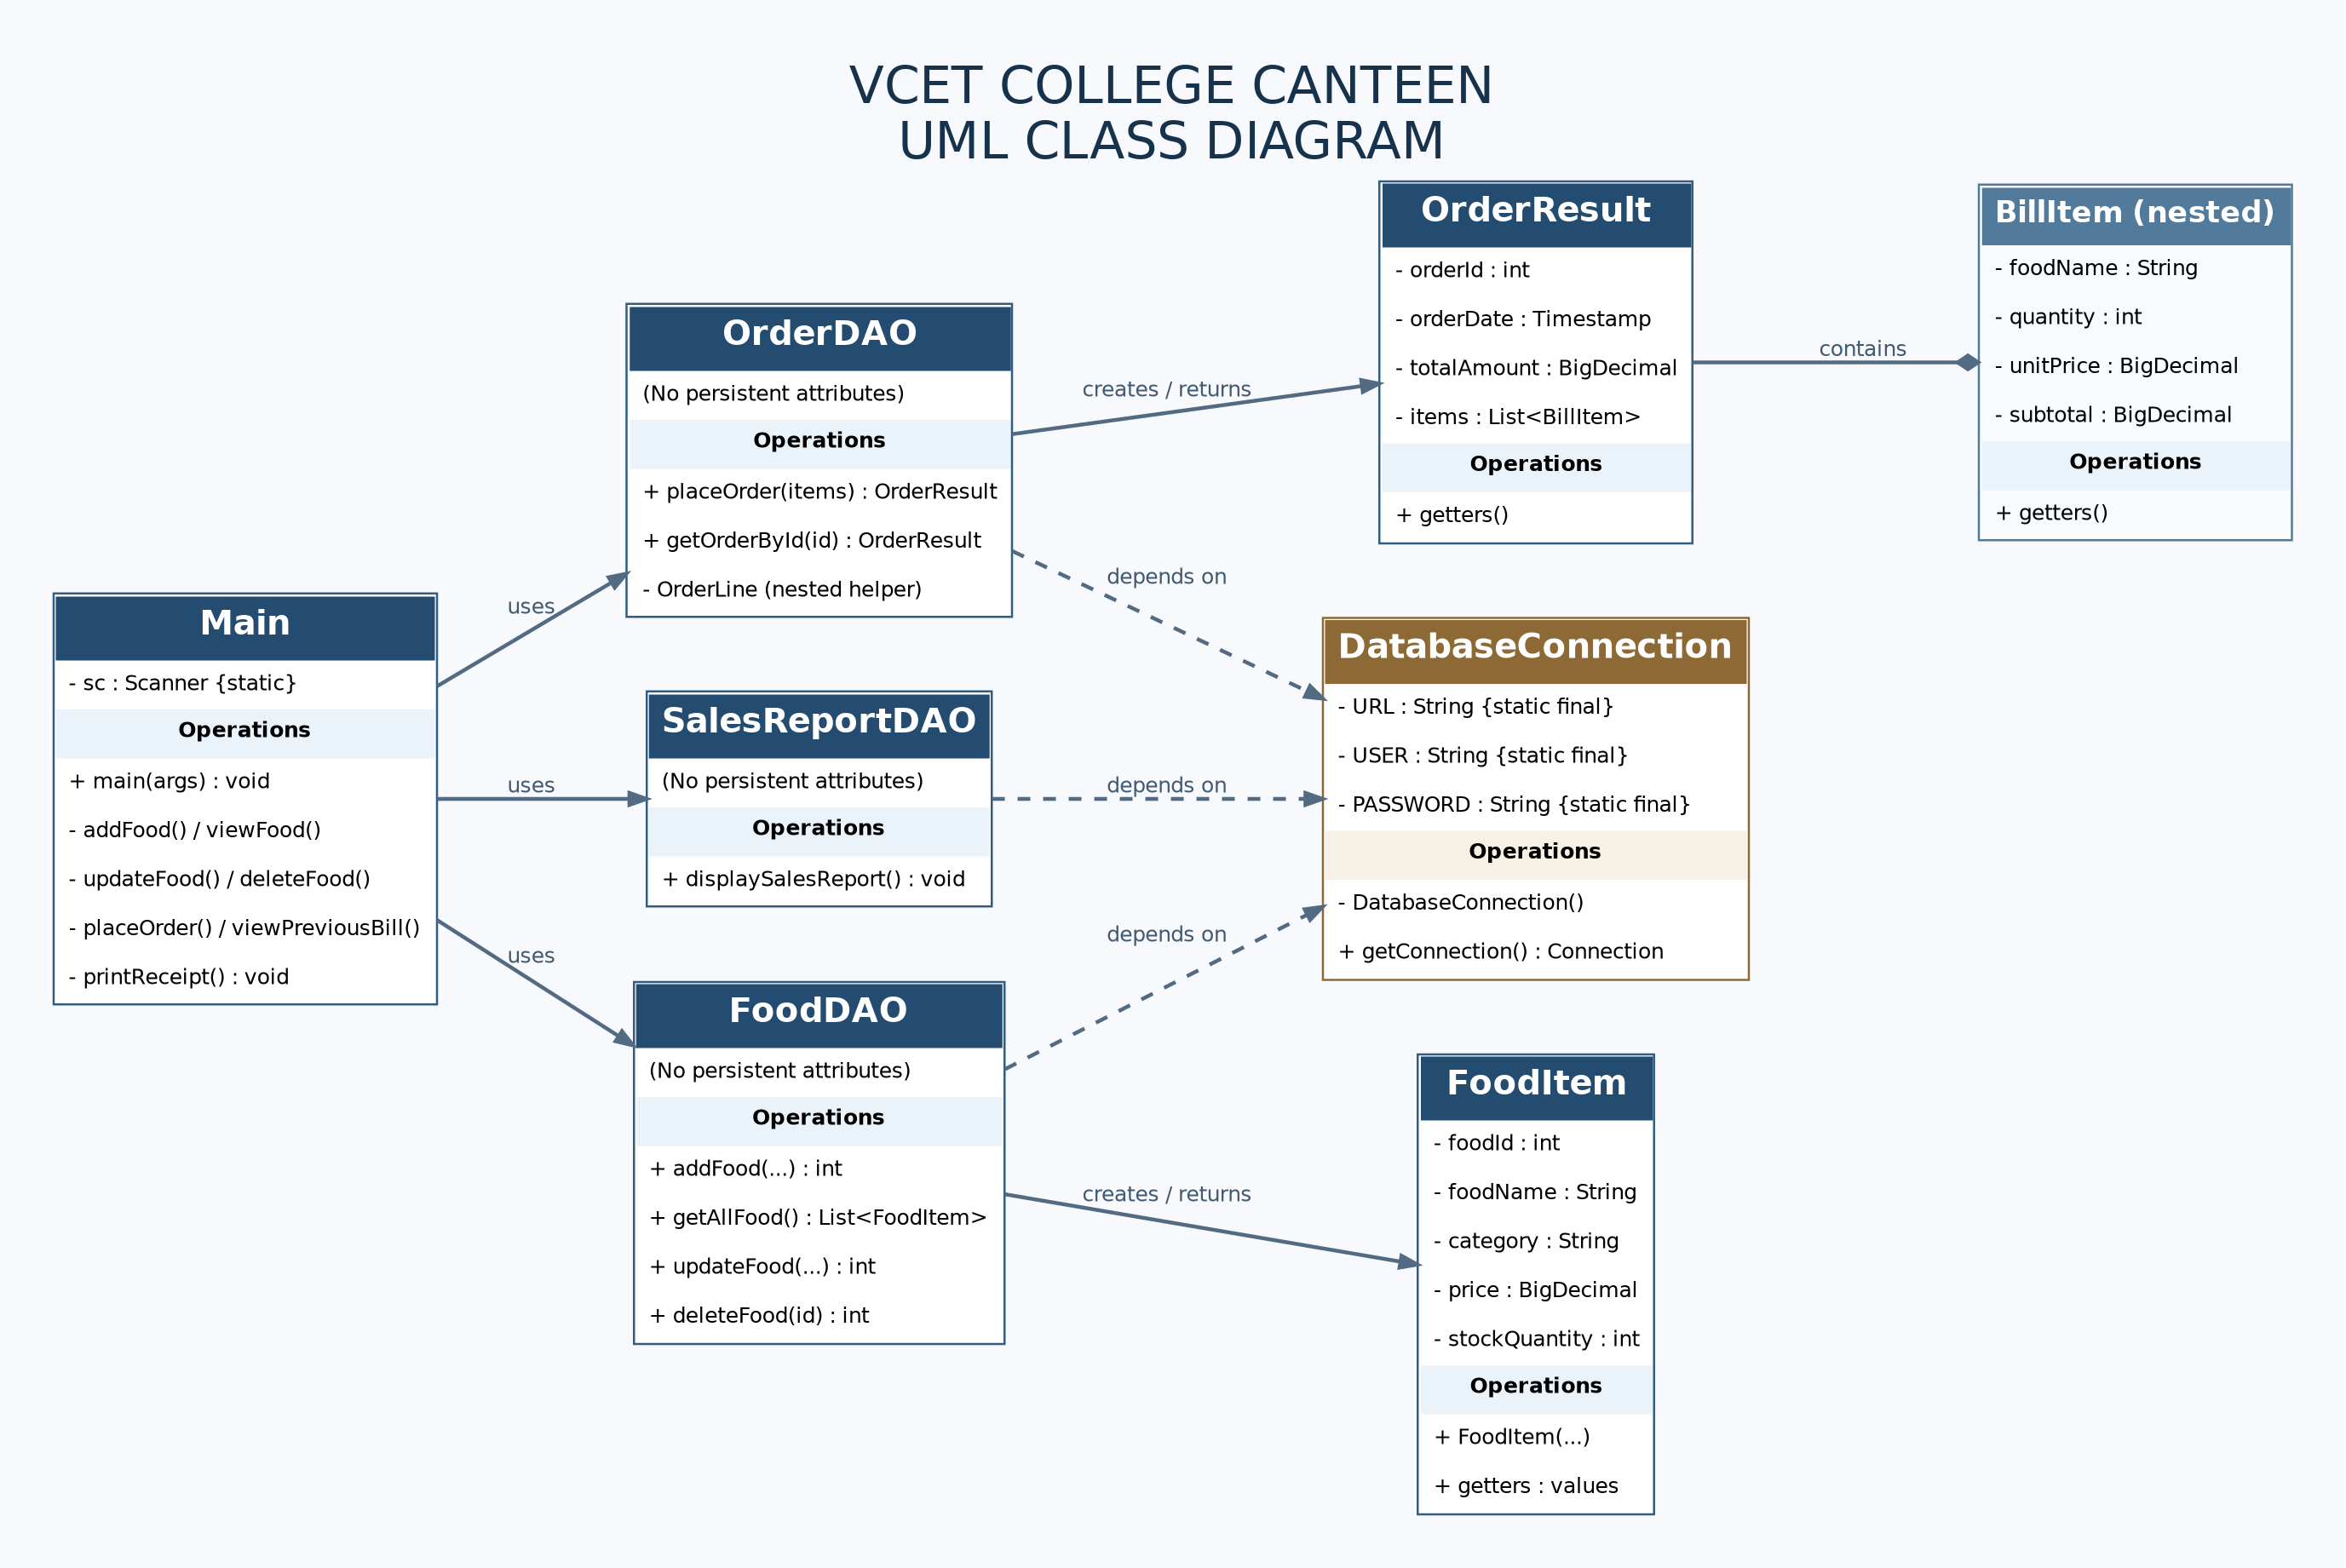 VCET COLLEGE CANTEEN
UML CLASS DIAGRAM
Main
- sc : Scanner {static}
Operations
+ main(args) : void
- addFood() / viewFood()
- updateFood() / deleteFood()
- placeOrder() / viewPreviousBill()
- printReceipt() : void
uses
uses
uses
OrderDAO
(No persistent attributes)
Operations
+ placeOrder(items) : OrderResult
+ getOrderById(id) : OrderResult
- OrderLine (nested helper)
SalesReportDAO
(No persistent attributes)
Operations
+ displaySalesReport() : void
FoodDAO
(No persistent attributes)
Operations
+ addFood(...) : int
+ getAllFood() : List<FoodItem>
+ updateFood(...) : int
+ deleteFood(id) : int
creates / returns
depends on
depends on
depends on
creates / returns
OrderResult
- orderId : int
- orderDate : Timestamp
- totalAmount : BigDecimal
- items : List<BillItem>
Operations
+ getters()
contains
BillItem (nested)
- foodName : String
- quantity : int
- unitPrice : BigDecimal
- subtotal : BigDecimal
Operations
+ getters()
DatabaseConnection
- URL : String {static final}
- USER : String {static final}
- PASSWORD : String {static final}
Operations
- DatabaseConnection()
+ getConnection() : Connection
FoodItem
- foodId : int
- foodName : String
- category : String
- price : BigDecimal
- stockQuantity : int
Operations
+ FoodItem(...)
+ getters : values